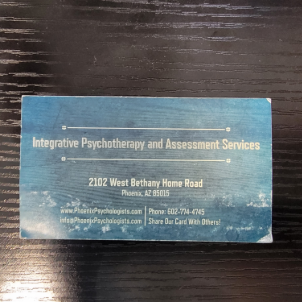 Integrative Psychotherapy and Assessment Services
2102 West Bethany Home Road
Phoenix, AZ 85015
www.PhoenixPsychologists.com
Phone: 602-774-4745
info@PhoenixPsychologists.com
Share Our Card With Others!